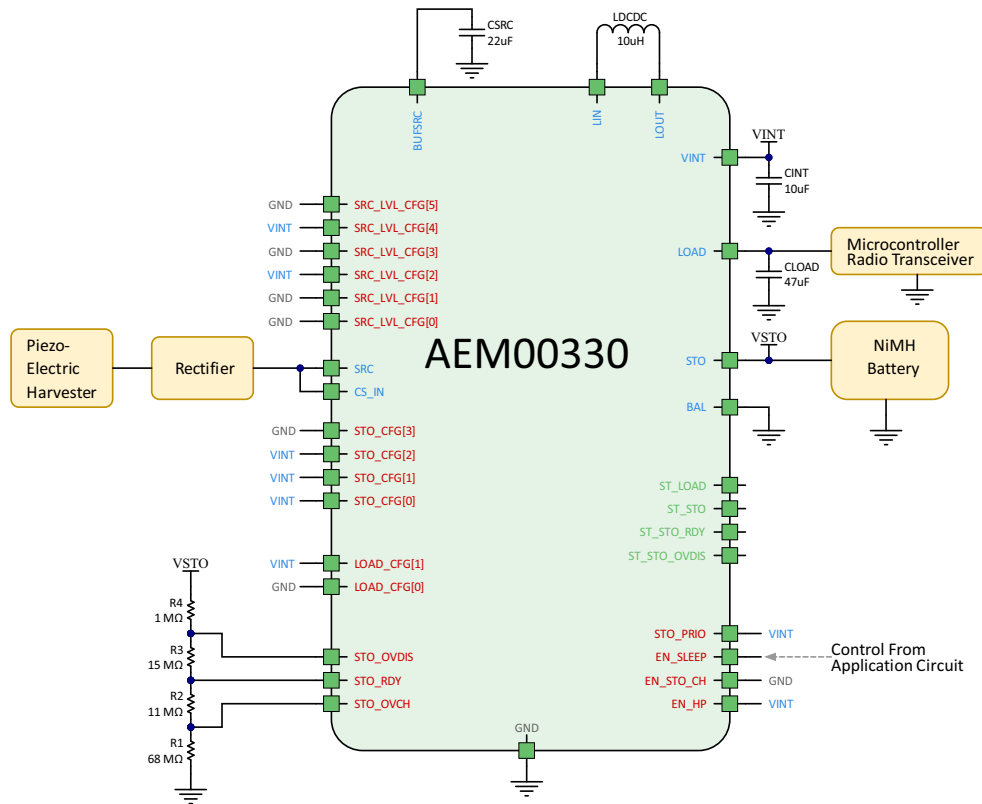 CSRC
22uF
LDCDC
10uH
BUFSRC
LIN
LOUT
VINT
VINT
CINT
10uF
GND
SRC_LVL_CFG[5]
VINT
SRC_LVL_CFG[4]
GND
SRC_LVL_CFG[3]
VINT
SRC_LVL_CFG[2]
GND
SRC_LVL_CFG[1]
GND
SRC_LVL_CFG[0]
LOAD
CLOAD
47uF
Microcontroller
Radio Transceiver
AEM00330
Piezo-
Electric
Harvester
Rectifier
SRC
CS_IN
STO
VSTO
NiMH
Battery
BAL
GND
STO_CFG[3]
VINT
STO_CFG[2]
VINT
STO_CFG[1]
VINT
STO_CFG[0]
ST_LOAD
ST_STO
ST_STO_RDY
ST_STO_OVDIS
VINT
LOAD_CFG[1]
GND
LOAD_CFG[0]
VSTO
R4
1 MΩ
R3
15 MΩ
R2
11 MΩ
R1
68 MΩ
STO_OVDIS
STO_RDY
STO_OVCH
STO_PRIO
VINT
EN_SLEEP
Control From
Application Circuit
EN_STO_CH
GND
EN_HP
VINT
GND